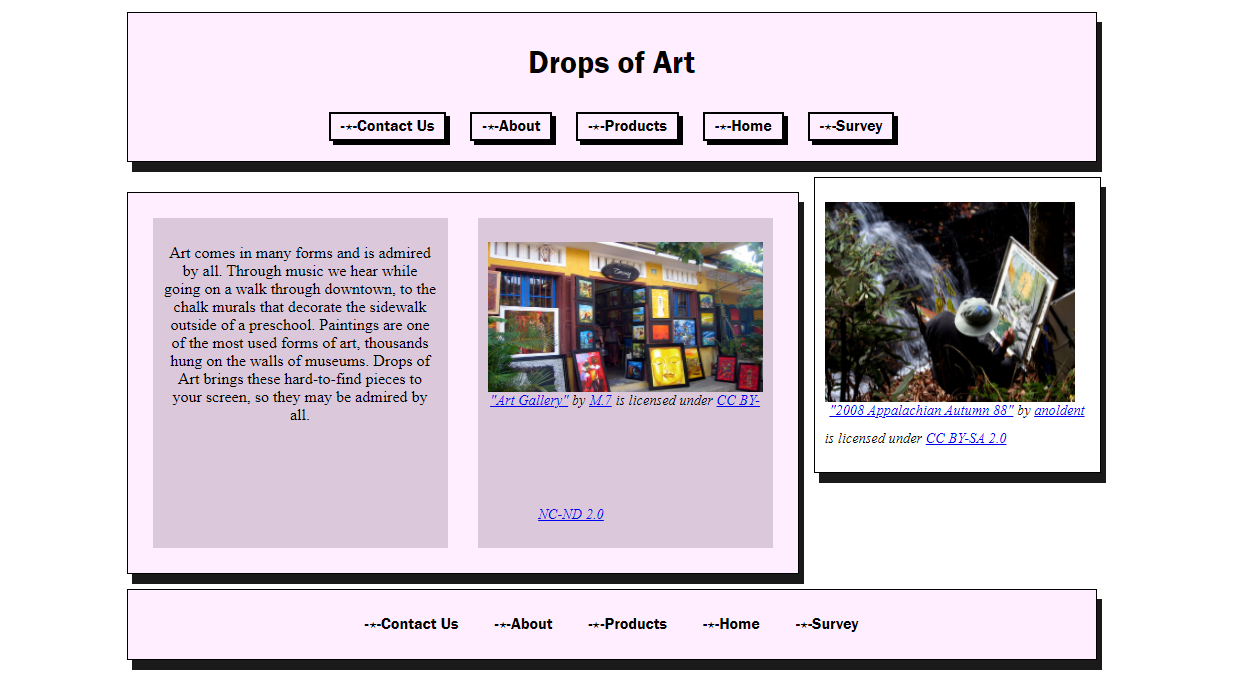 Drops of Art
-⋆-Contact Us -⋆-About -⋆-Products -⋆-Home -⋆-Survey
Art comes in many forms and is admired
by all. Through music we hear while
going on a walk through downtown, to the
chalk murals that decorate the sidewalk
outside of a preschool. Paintings are one
of the most used forms of art, thousands
hung on the walls of museums. Drops of
Art brings these hard-to-find pieces to
your screen, so they may be admired by
all.
"Art Gallery" by M.7 is licensed under CC BY-
NC-ND 2.0
"2008 Appalachian Autumn 88" by anoldent
is licensed under CC BY-SA 2.0
-⋆-Contact Us -⋆-About -⋆-Products -⋆-Home -⋆-Survey